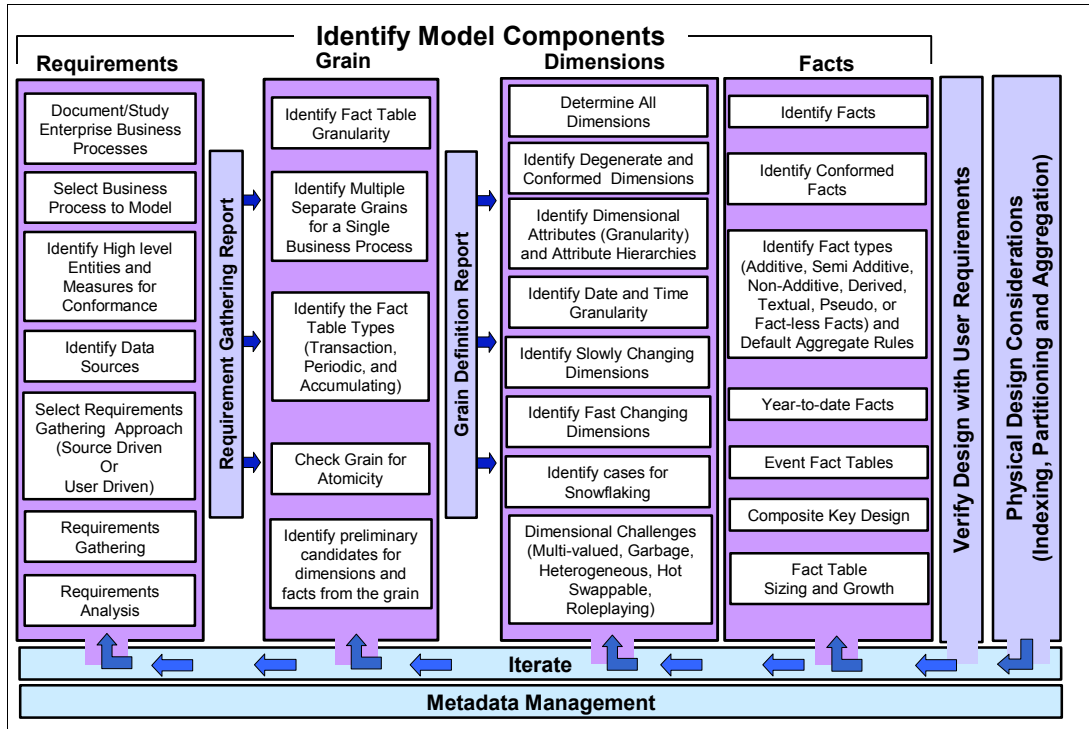 Identify Model Components
Requirements
Document/Study
Enterprise Business
Processes
Select Business
Process to Model
Identify High level
Entities and
Measures for
Conformance
Identify Data
Sources
Select Requirements
Gathering Approach
(Source Driven
Or
User Driven)
Requirements
Gathering
Requirements
Analysis
Requirement Gathering Report
Grain
Identify Fact Table
Granularity
Identify Multiple
Separate Grains
for a Single
Business Process
Identify the Fact
Table Types
(Transaction,
Periodic, and
Accumulating)
Check Grain for
Atomicity
Identify preliminary
candidates for
dimensions and
facts from the grain
Grain Definition Report
Dimensions
Determine All
Dimensions
Identify Degenerate and
Conformed Dimensions
Identify Dimensional
Attributes (Granularity)
and Attribute Hierarchies
Identify Date and Time
Granularity
Identify Slowly Changing
Dimensions
Identify Fast Changing
Dimensions
Identify cases for
Snowflaking
Dimensional Challenges
(Multi-valued, Garbage,
Heterogeneous, Hot
Swappable,
Roleplaying)
Facts
Identify Facts
Identify Conformed
Facts
Identify Fact types
(Additive, Semi Additive,
Non-Additive, Derived,
Textual, Pseudo, or
Fact-less Facts) and
Default Aggregate Rules
Year-to-date Facts
Event Fact Tables
Composite Key Design
Fact Table
Sizing and Growth
Verify Design with User Requirements
Physical Design Considerations
(Indexing, Partitioning and Aggregation)
Iterate
Metadata Management